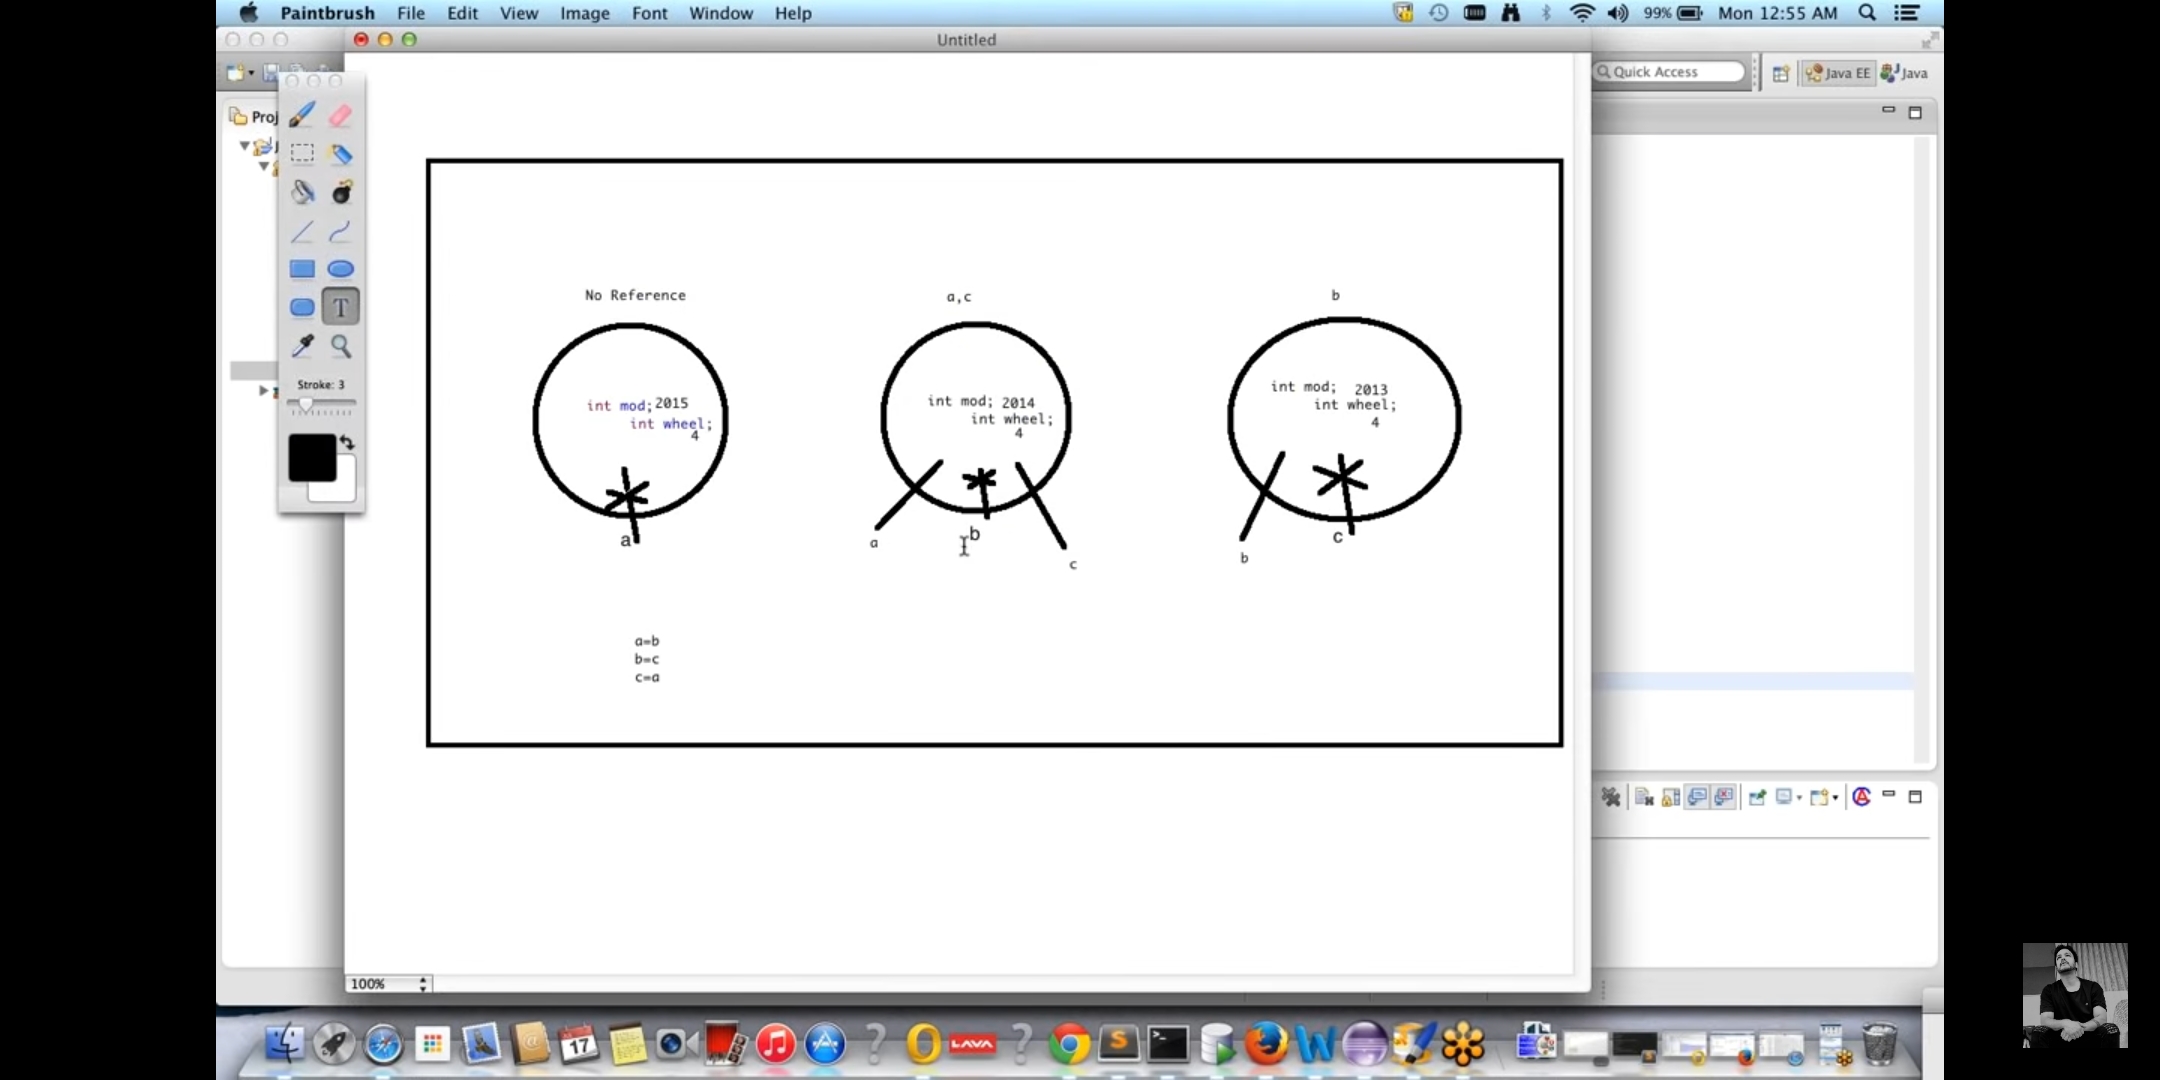 Paintbrush File Edit View Image Font Window Help
99% Mon 12:55 AM
Untitled
Quick Access
Java EE
Java
Proj
T
Stroke: 3
No Reference
a,c
b
int mod; 2015
int wheel;
4
a
int mod; 2014
int wheel;
4
a
b
c
int mod; 2013
int wheel;
4
b
c
a=b
b=c
c=a
100%
17
LAVA